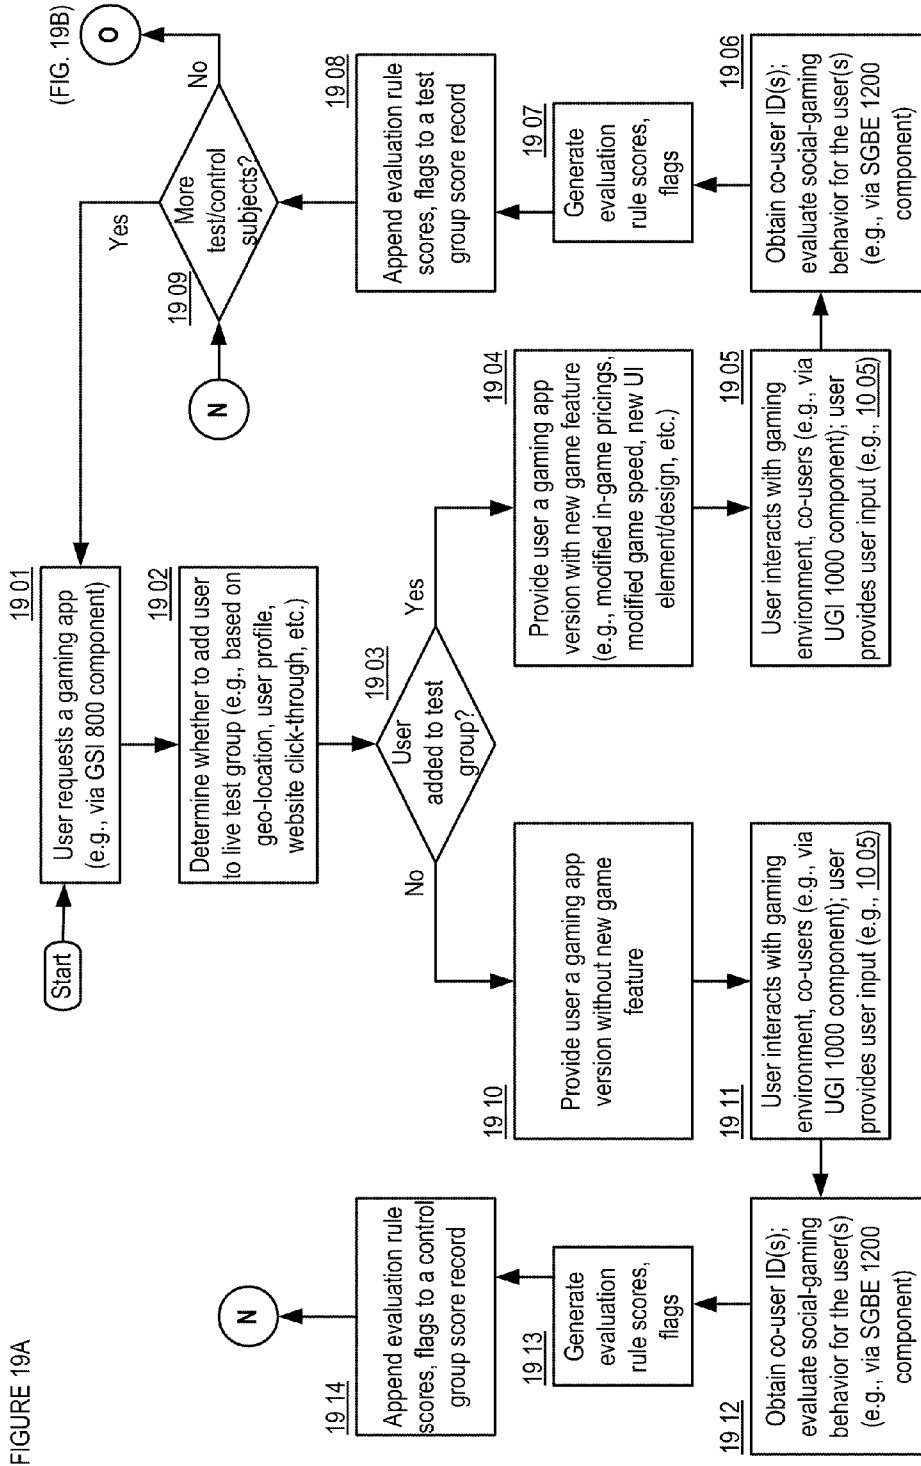 FIGURE 19A
Start
19 01
User requests a gaming app
(e.g., via GSI 800 component)
19 02
Determine whether to add user
to live test group (e.g., based on
geo-location, user profile,
website click-through, etc.)
19 03
User
added to test
group?
Yes
No
19 04
Provide user a gaming app
version with new game feature
(e.g., modified in-game pricings,
modified game speed, new UI
element/design, etc.)
19 05
User interacts with gaming
environment, co-users (e.g., via
UGI 1000 component); user
provides user input (e.g., 10 05)
19 06
Obtain co-user ID(s);
evaluate social-gaming
behavior for the user(s)
(e.g., via SGBE 1200
component)
19 07
Generate
evaluation
rule scores,
flags
19 08
Append evaluation rule
scores, flags to a test
group score record
19 09
More
test/control
subjects?
Yes
No
(FIG. 19B)
O
N
19 10
Provide user a gaming app
version without new game
feature
19 11
User interacts with gaming
environment, co-users (e.g., via
UGI 1000 component); user
provides user input (e.g., 10 05)
19 12
Obtain co-user ID(s);
evaluate social-gaming
behavior for the user(s)
(e.g., via SGBE 1200
component)
19 13
Generate
evaluation
rule scores,
flags
19 14
Append evaluation rule
scores, flags to a control
group score record
N